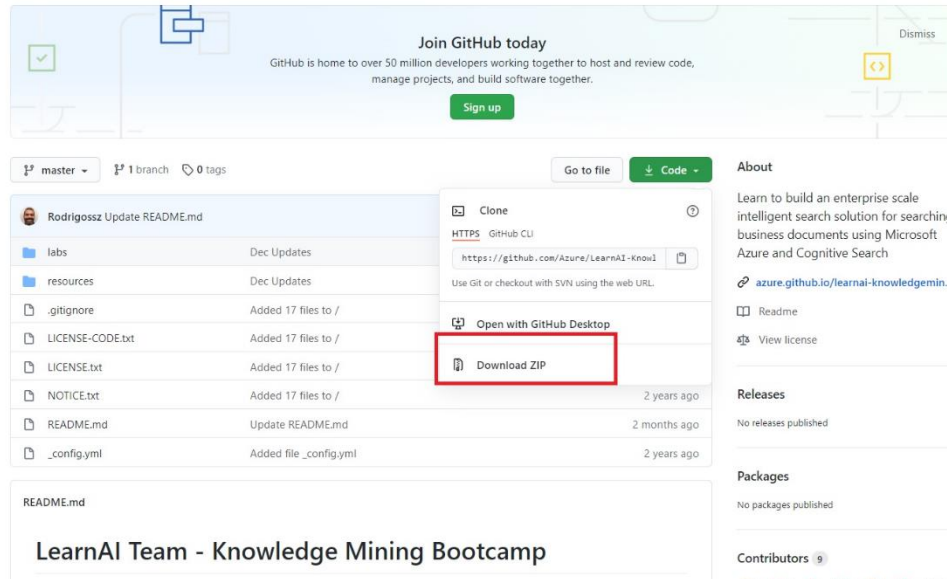 Join GitHub today
Dismiss
GitHub is home to over 50 million developers working together to host and review code,
manage projects, and build software together.
Sign up
master
1 branch
0 tags
Go to file
Code
Rodrigossz Update README.md
labs Dec Updates
resources Dec Updates
.gitignore Added 17 files to /
LICENSE-CODE.txt Added 17 files to /
LICENSE.txt Added 17 files to /
NOTICE.txt Added 17 files to / 2 years ago
README.md Update README.md 2 months ago
_config.yml Added file _config.yml 2 years ago
Clone
HTTPS GitHub CLI
https://github.com/Azure/LearnAI-Knowl
Use Git or checkout with SVN using the web URL.
Open with GitHub Desktop
Download ZIP
README.md
LearnAI Team - Knowledge Mining Bootcamp
About
Learn to build an enterprise scale
intelligent search solution for searching
business documents using Microsoft
Azure and Cognitive Search
azure.github.io/learnai-knowledgemin.
Readme
View license
Releases
No releases published
Packages
No packages published
Contributors 9